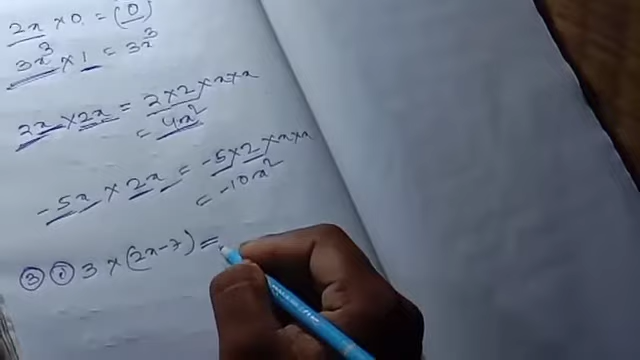 2x × 0 = (0)
3x³ × 1 = 3x³
2x × 2x = 2×2×x×x
= 4x²
-5x × 2x = -5×2×x×x
= -10x²
③ ⓘ 3 × (2x-7) =